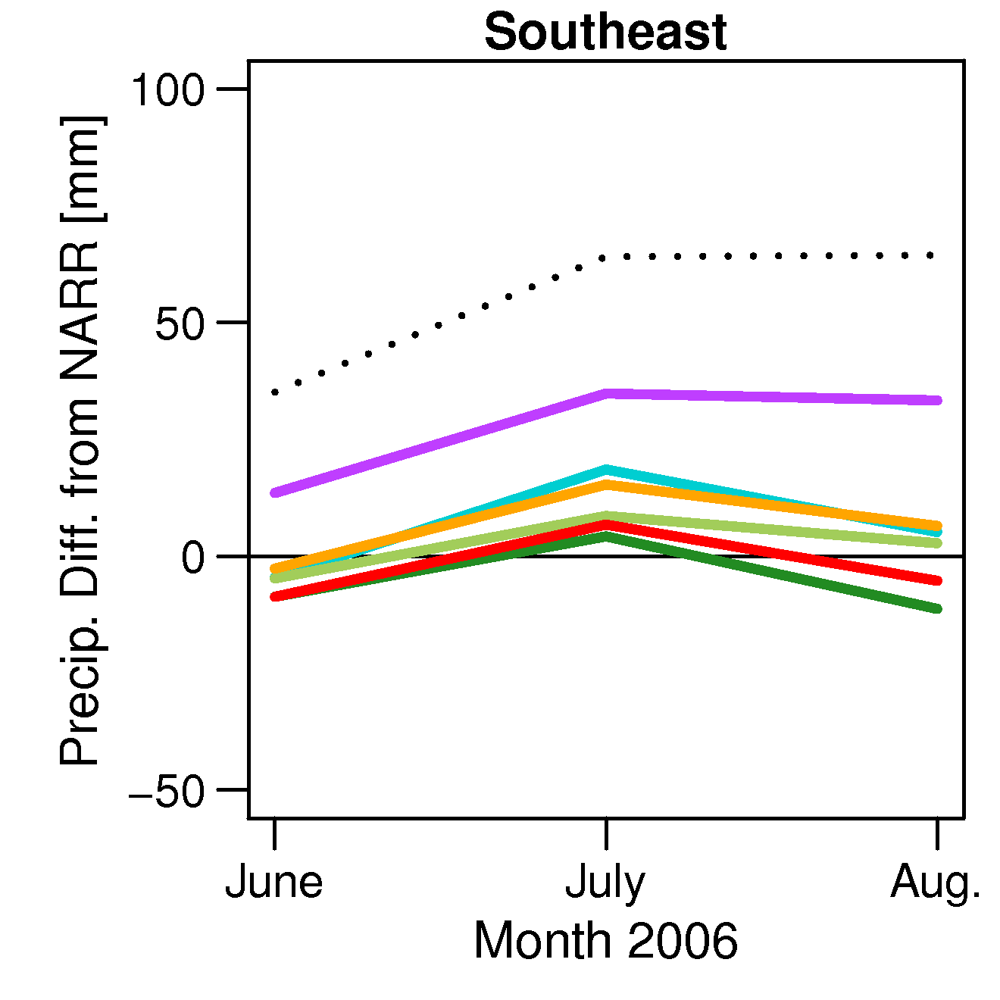 Southeast
Precip. Diff. from NARR [mm]
100
50
0
−50
June
July
Aug.
Month 2006